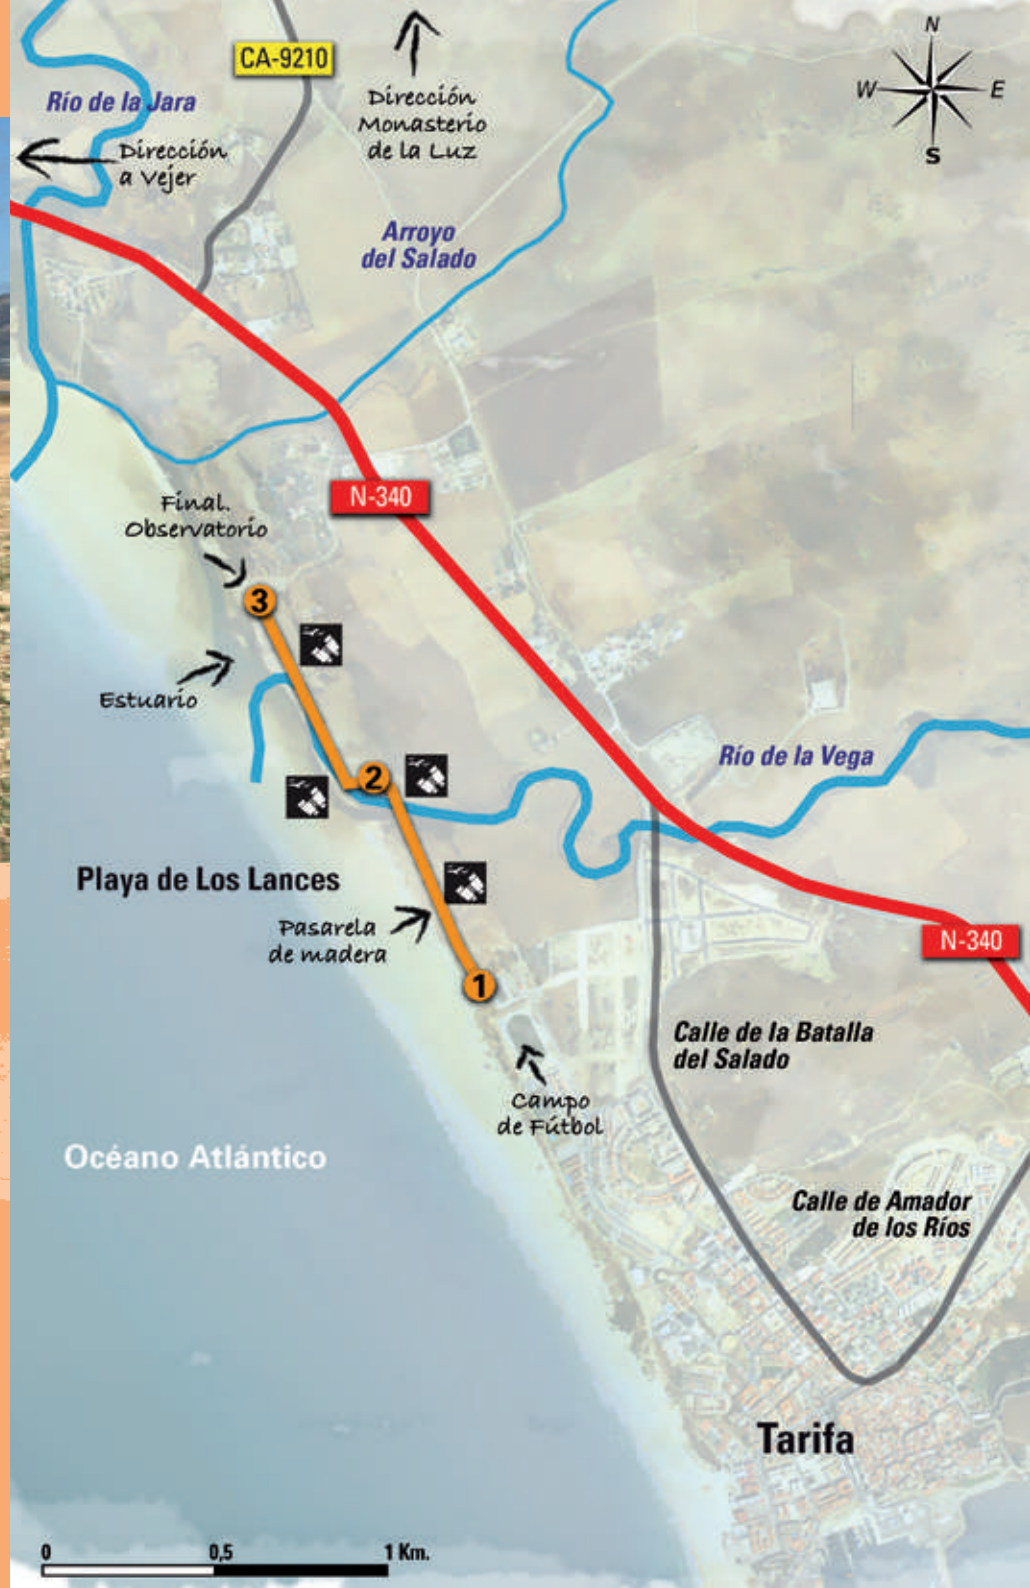 N
CA-9210
Dirección
Monasterio
de la Luz
W
E
Río de la Jara
Dirección
a Vejer
S
Arroyo
del Salado
N-340
Final.
Observatorio
3
Estuario
2
Río de la Vega
Playa de Los Lances
Pasarela
de madera
N-340
1
Calle de la Batalla
del Salado
Campo
de Fútbol
Océano Atlántico
Calle de Amador
de los Ríos
Tarifa
0
0,5
1 Km.